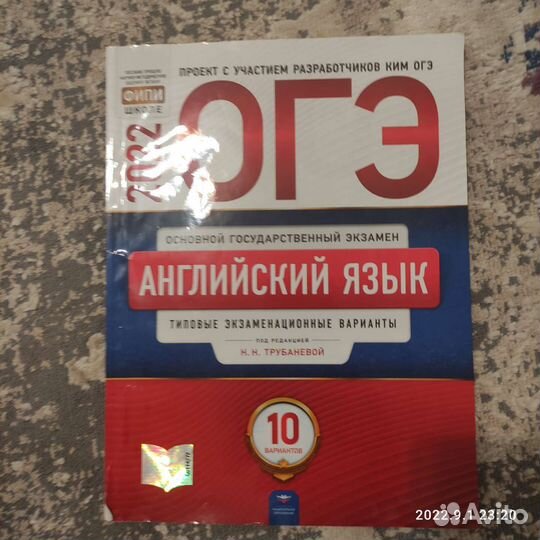 ПРОЕКТ С УЧАСТИЕМ РАЗРАБОТЧИКОВ КИМ ОГЭ
ФИПИ
ШКОЛЕ
2022
ОГЭ
ОСНОВНОЙ ГОСУДАРСТВЕННЫЙ ЭКЗАМЕН
АНГЛИЙСКИЙ ЯЗЫК
ТИПОВЫЕ ЭКЗАМЕНАЦИОННЫЕ ВАРИАНТЫ
ПОД РЕДАКЦИЕЙ
Н. Н. ТРУБАНЕВОЙ
10
ВАРИАНТОВ
2022.9.1 23:20
Avito